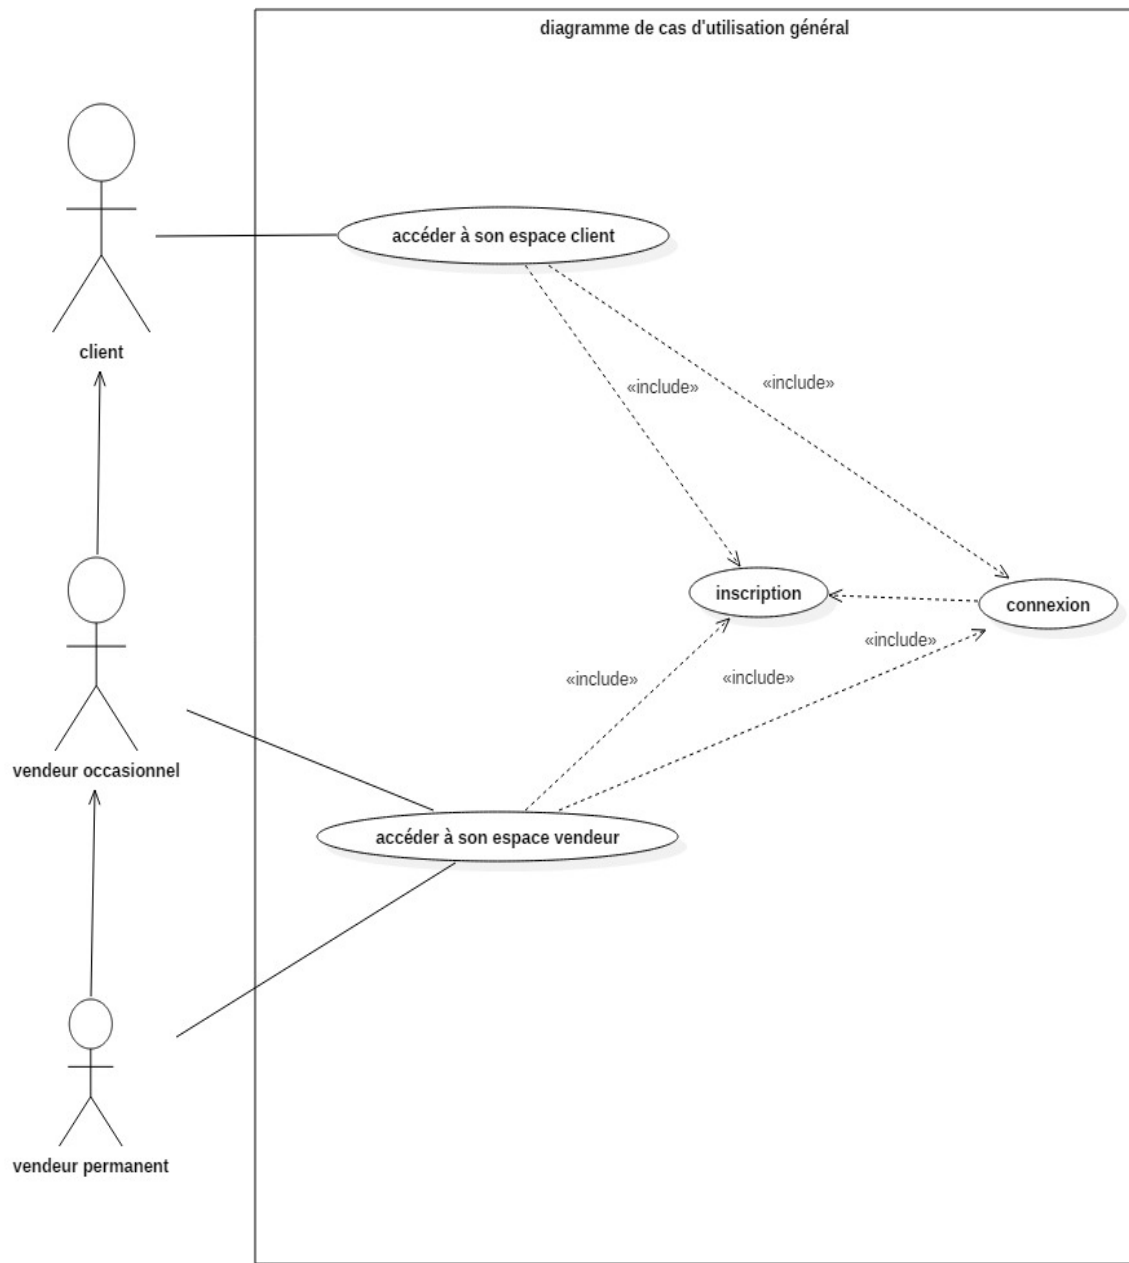 diagramme de cas d'utilisation général
accéder à son espace client
client
«include»
«include»
inscription
connexion
«include»
«include»
«include»
vendeur occasionnel
accéder à son espace vendeur
vendeur permanent